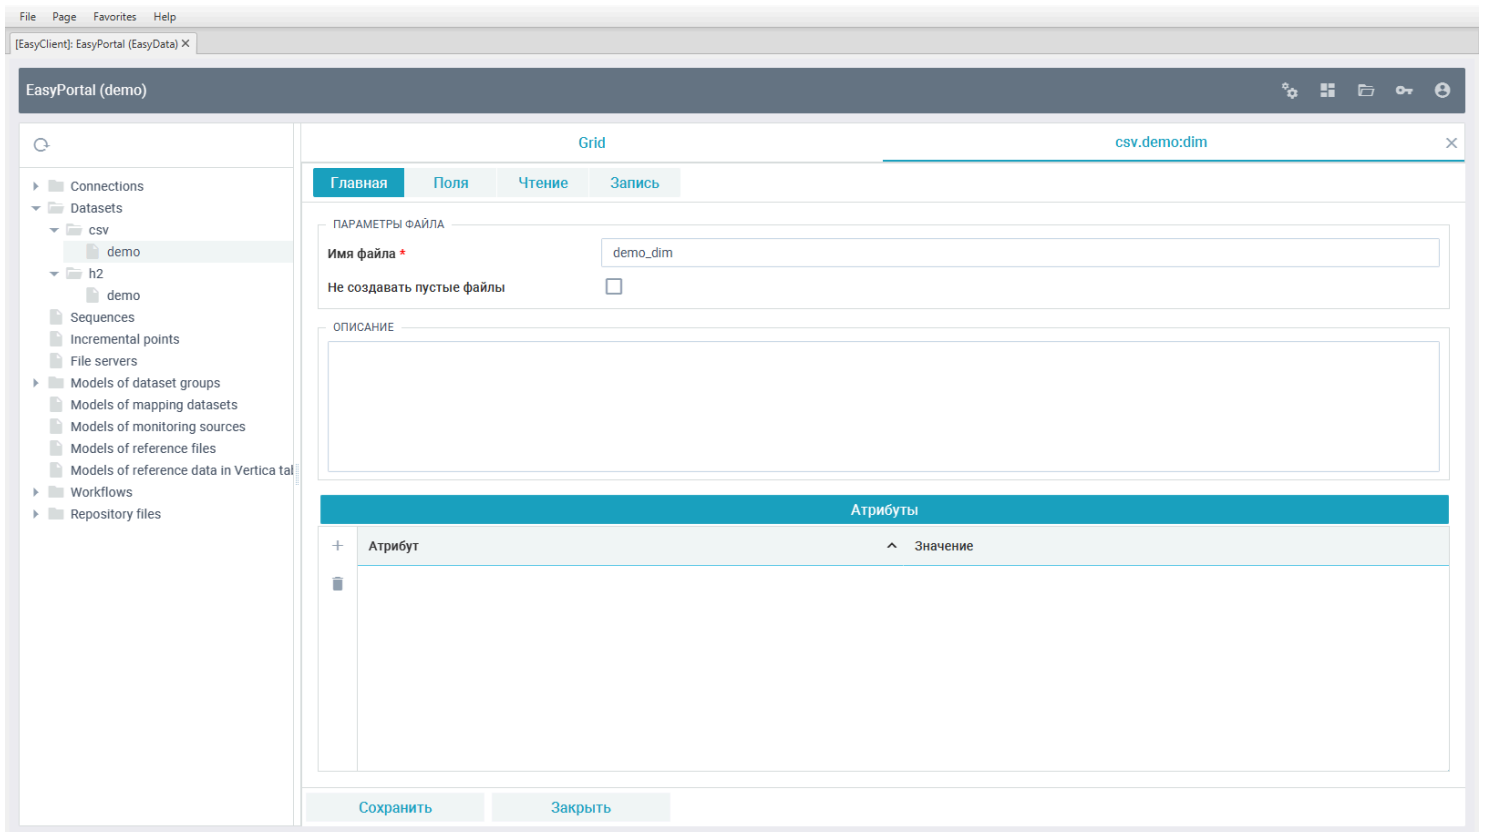 File Page Favorites Help
[EasyClient]: EasyPortal (EasyData) ×
EasyPortal (demo)
Grid
csv.demo:dim
Connections
Datasets
csv
demo
h2
demo
Sequences
Incremental points
File servers
Models of dataset groups
Models of mapping datasets
Models of monitoring sources
Models of reference files
Models of reference data in Vertica tal
Workflows
Repository files
Главная Поля Чтение Запись
ПАРАМЕТРЫ ФАЙЛА
Имя файла * demo_dim
Не создавать пустые файлы
ОПИСАНИЕ
Атрибуты
Атрибут Значение
Сохранить Закрыть